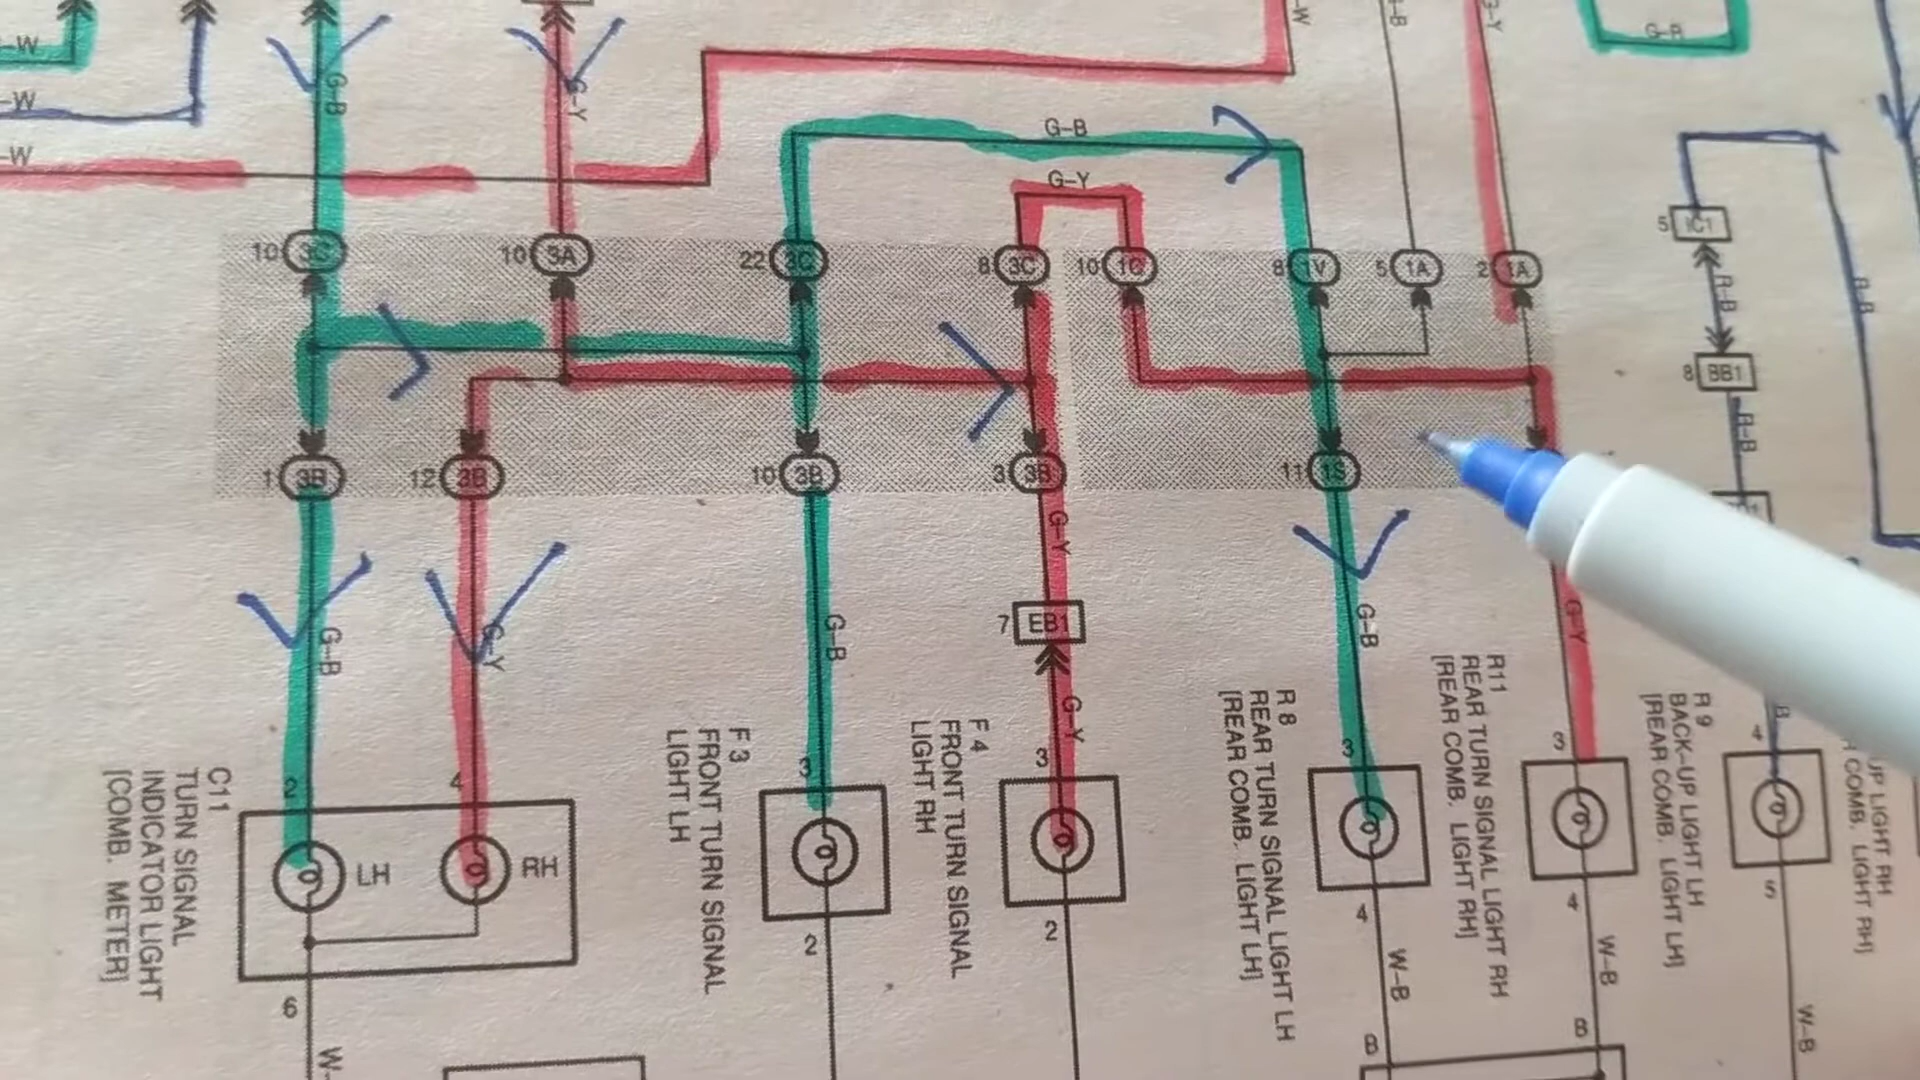 -W
-W
-W
G-B
G-Y
-W
-B
G-Y
G-B
G-B
G-Y
10 3C
10 3A
22 3C
8 3C
10 1C
8 1V
5 1A
2 1A
5 IC1
R-B
R-B
8 BB1
R-B
1 3B
12 3B
10 3B
3 3B
11 1S
G-B
G-Y
G-B
G-Y
7 EB1
G-Y
G-B
G-Y
C11
TURN SIGNAL
INDICATOR LIGHT
[COMB. METER]
2
4
LH
RH
6
W-
F 3
FRONT TURN SIGNAL
LIGHT LH
3
2
F 4
FRONT TURN SIGNAL
LIGHT RH
3
2
R 8
REAR TURN SIGNAL LIGHT LH
[REAR COMB. LIGHT LH]
3
4
W-B
B
R11
REAR TURN SIGNAL LIGHT RH
[REAR COMB. LIGHT RH]
3
4
W-B
B
R 9
BACK-UP LIGHT LH
[REAR COMB. LIGHT LH]
B
4
5
W-B
UP LIGHT RH
COMB. LIGHT RH]